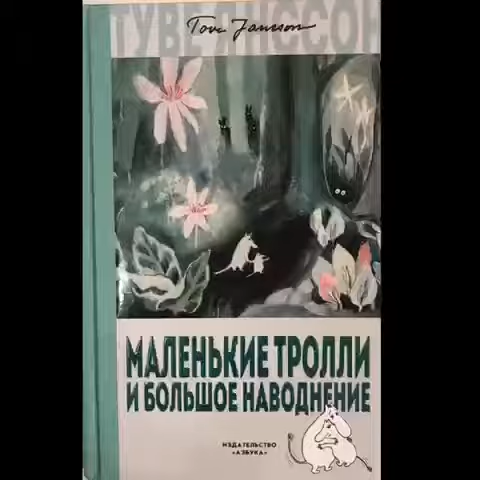 ТУВЕ ЯНССОН
Tove Jansson
МАЛЕНЬКИЕ ТРОЛЛИ
И БОЛЬШОЕ НАВОДНЕНИЕ
ИЗДАТЕЛЬСТВО
«АЗБУКА»